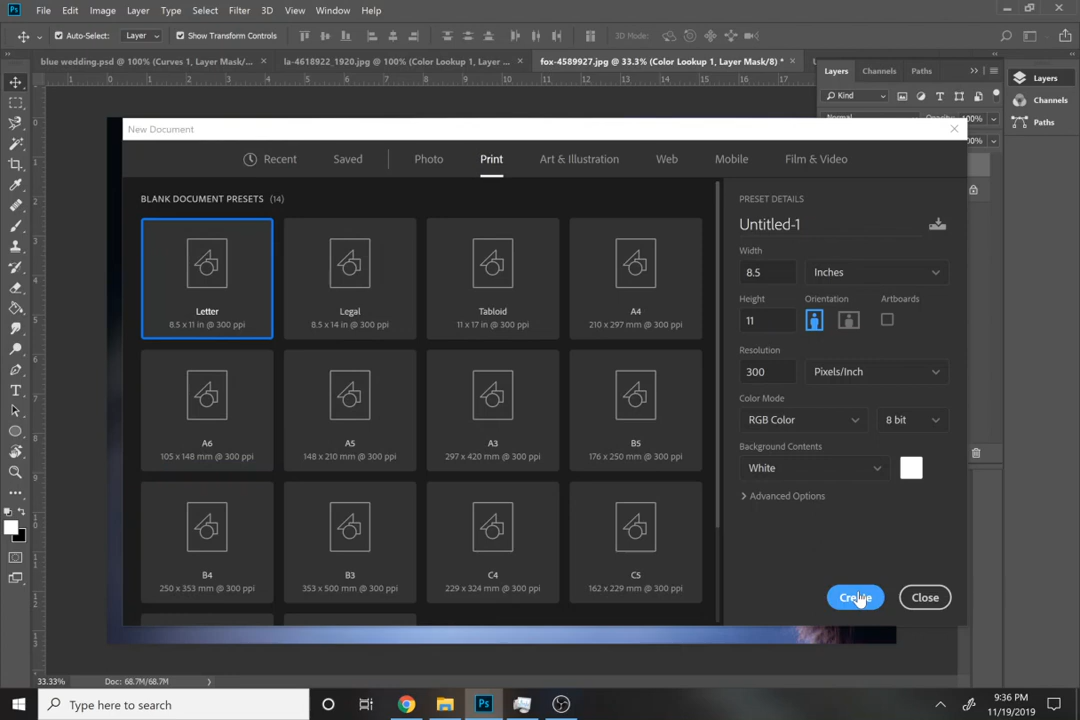 Ps File Edit Image Layer Type Select Filter 3D View Window Help
Auto-Select: Layer Show Transform Controls 3D Mode:
blue wedding.psd @ 100% (Curves 1, Layer Mask/... × la-4618922_1920.jpg @ 100% (Color Lookup 1, Layer ... × fox-4589927.jpg @ 33.3% (Color Lookup 1, Layer Mask/8) * ×
Layers Channels Paths
Layers
Kind
Channels
Paths
New Document
Recent Saved Photo Print Art & Illustration Web Mobile Film & Video
BLANK DOCUMENT PRESETS (14)
Letter
8.5 x 11 in @ 300 ppi
Legal
8.5 x 14 in @ 300 ppi
Tabloid
11 x 17 in @ 300 ppi
A4
210 x 297 mm @ 300 ppi
A6
105 x 148 mm @ 300 ppi
A5
148 x 210 mm @ 300 ppi
A3
297 x 420 mm @ 300 ppi
B5
176 x 250 mm @ 300 ppi
B4
250 x 353 mm @ 300 ppi
B3
353 x 500 mm @ 300 ppi
C4
229 x 324 mm @ 300 ppi
C5
162 x 229 mm @ 300 ppi
PRESET DETAILS
Untitled-1
Width
8.5 Inches
Height Orientation Artboards
11
Resolution
300 Pixels/Inch
Color Mode
RGB Color 8 bit
Background Contents
White
Advanced Options
Create Close
33.33% Doc: 68.7M/68.7M
Type here to search
Ps
9:36 PM
11/19/2019